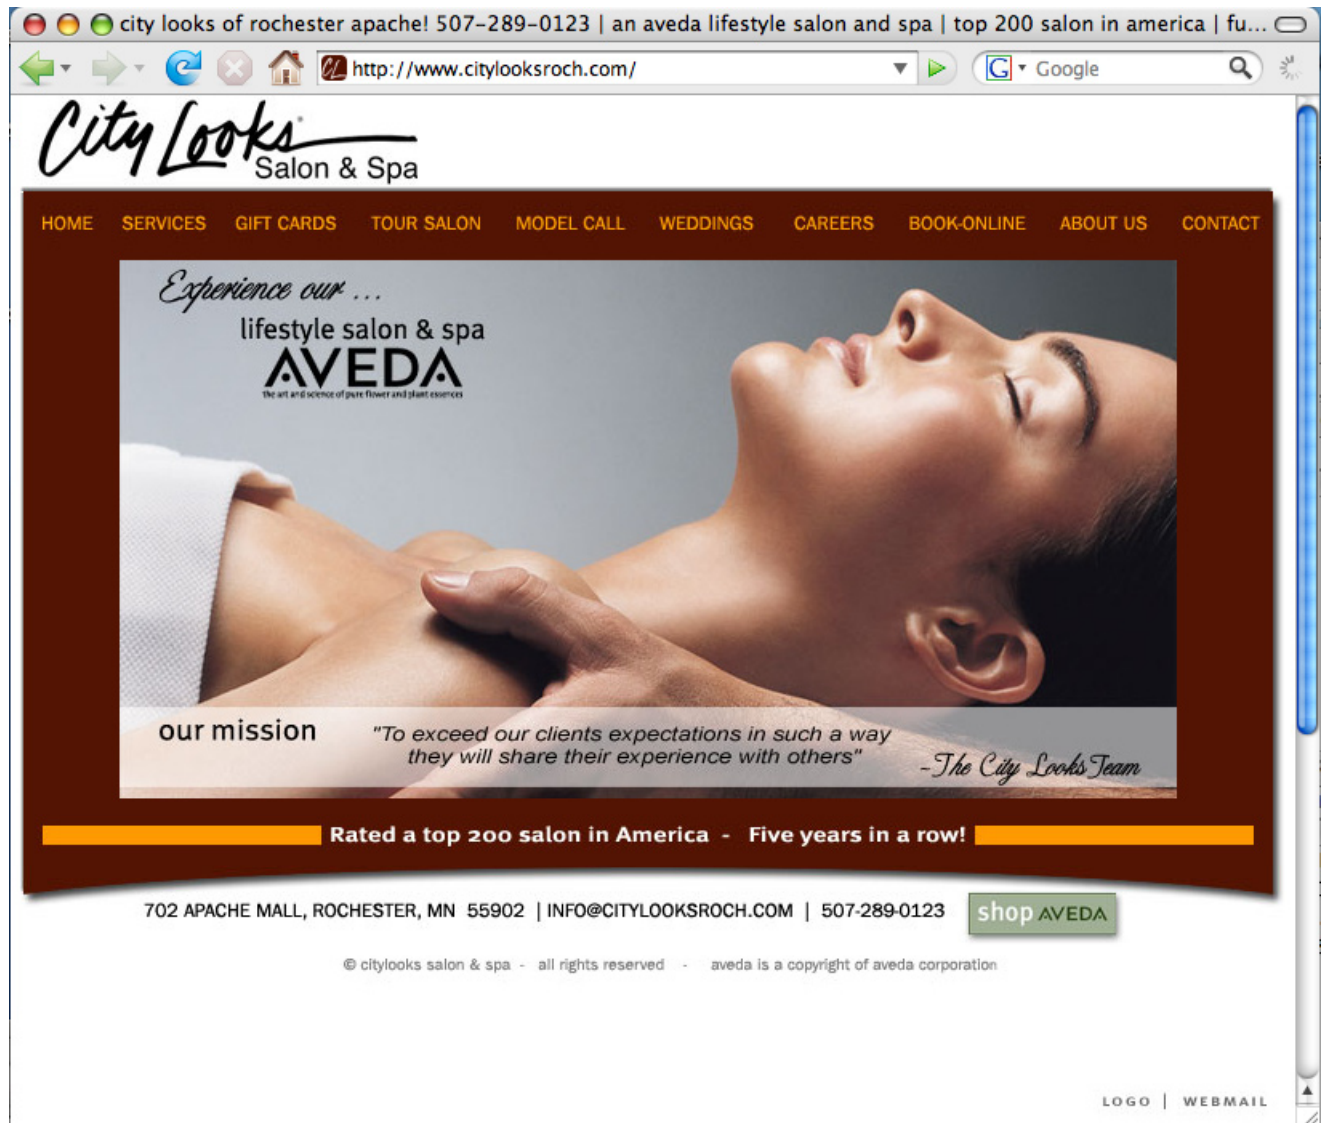 city looks of rochester apache! 507-289-0123 | an aveda lifestyle salon and spa | top 200 salon in america | fu...
http://www.citylooksroch.com/
Google
City Looks
Salon & Spa
HOME SERVICES GIFT CARDS TOUR SALON MODEL CALL WEDDINGS CAREERS BOOK-ONLINE ABOUT US CONTACT
Experience our ...
lifestyle salon & spa
AVEDA
the art and science of pure flower and plant essences
our mission "To exceed our clients expectations in such a way
they will share their experience with others"
-The City Looks Team
Rated a top 200 salon in America - Five years in a row!
702 APACHE MALL, ROCHESTER, MN 55902 | INFO@CITYLOOKSROCH.COM | 507-289-0123 shop AVEDA
© citylooks salon & spa - all rights reserved - aveda is a copyright of aveda corporation
LOGO | WEBMAIL